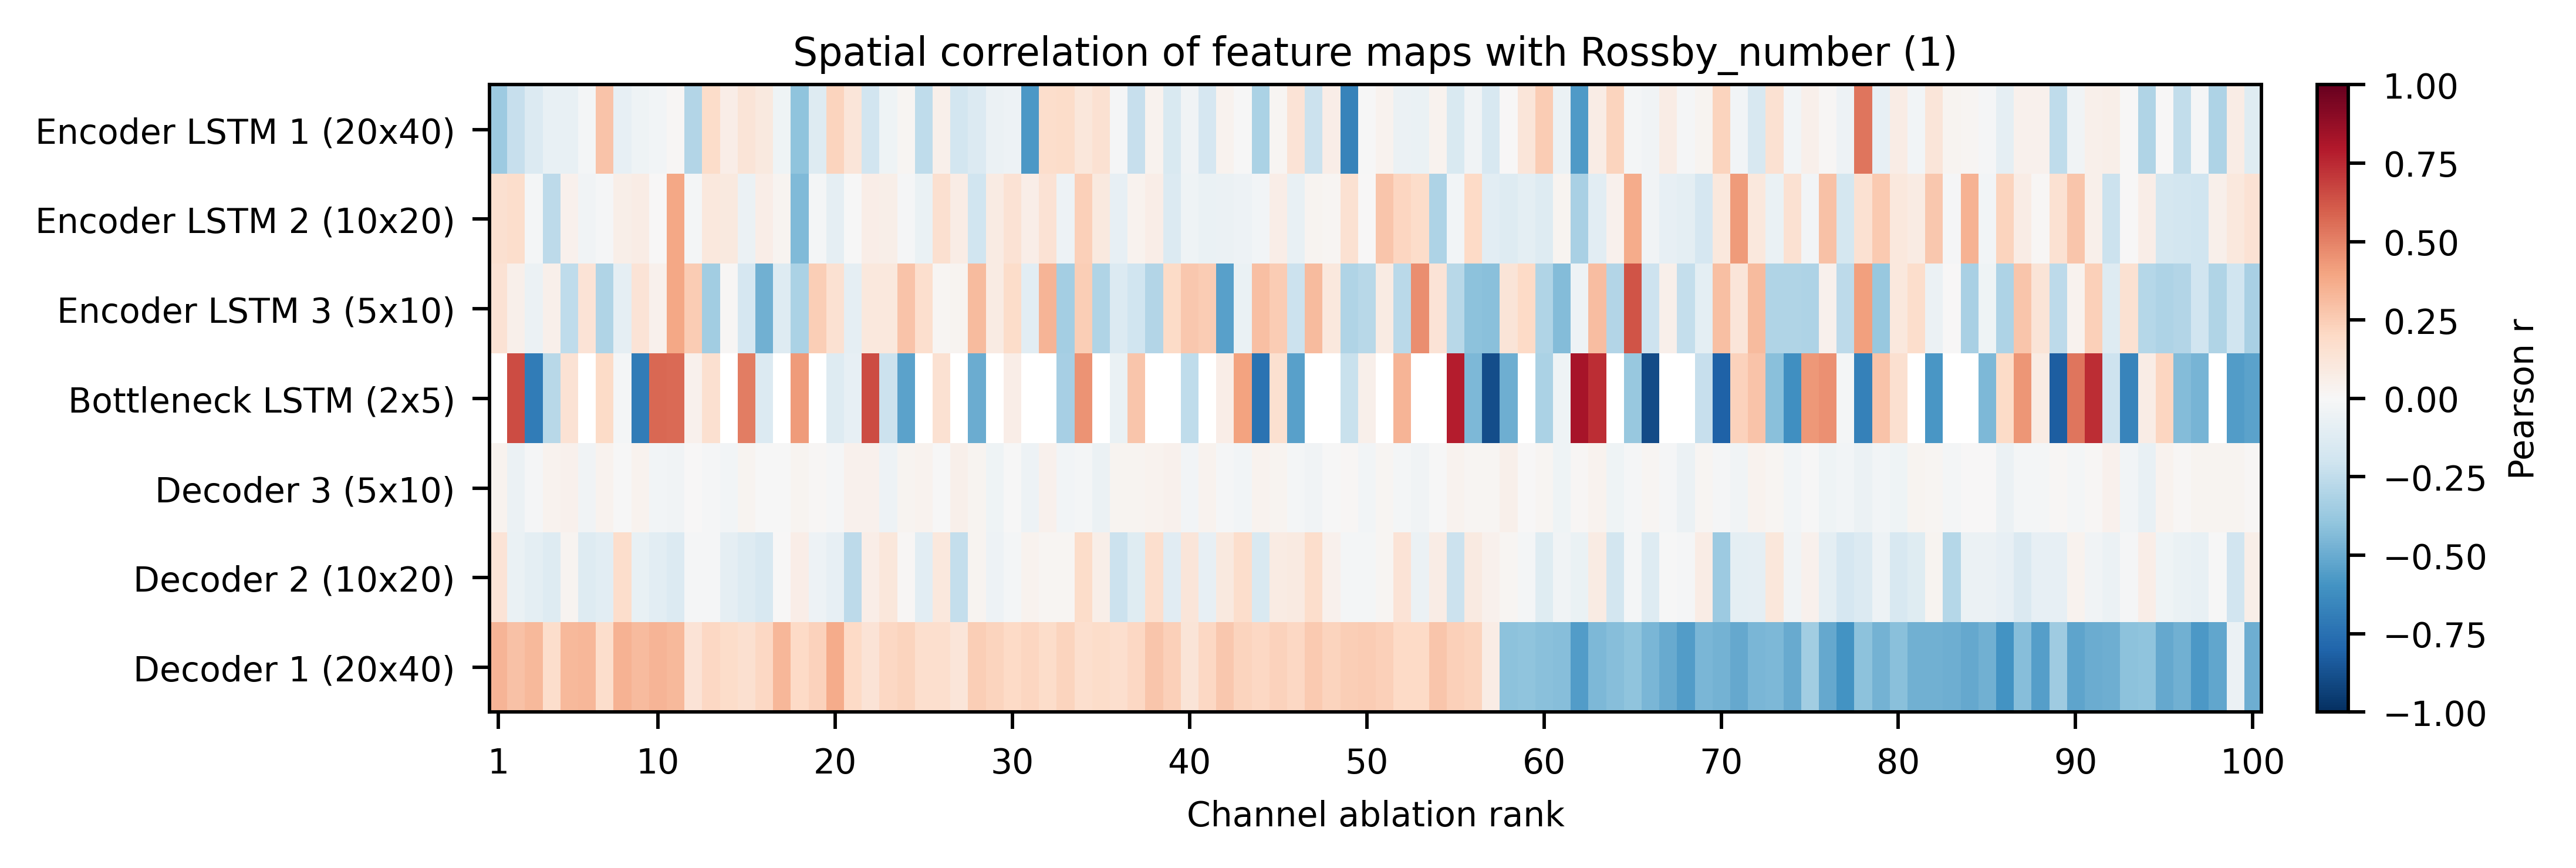 Spatial correlation of feature maps with Rossby_number (1)
Encoder LSTM 1 (20x40)
Encoder LSTM 2 (10x20)
Encoder LSTM 3 (5x10)
Bottleneck LSTM (2x5)
Decoder 3 (5x10)
Decoder 2 (10x20)
Decoder 1 (20x40)
1 10 20 30 40 50 60 70 80 90 100
Channel ablation rank
1.00
0.75
0.50
0.25
0.00
−0.25
−0.50
−0.75
−1.00
Pearson r